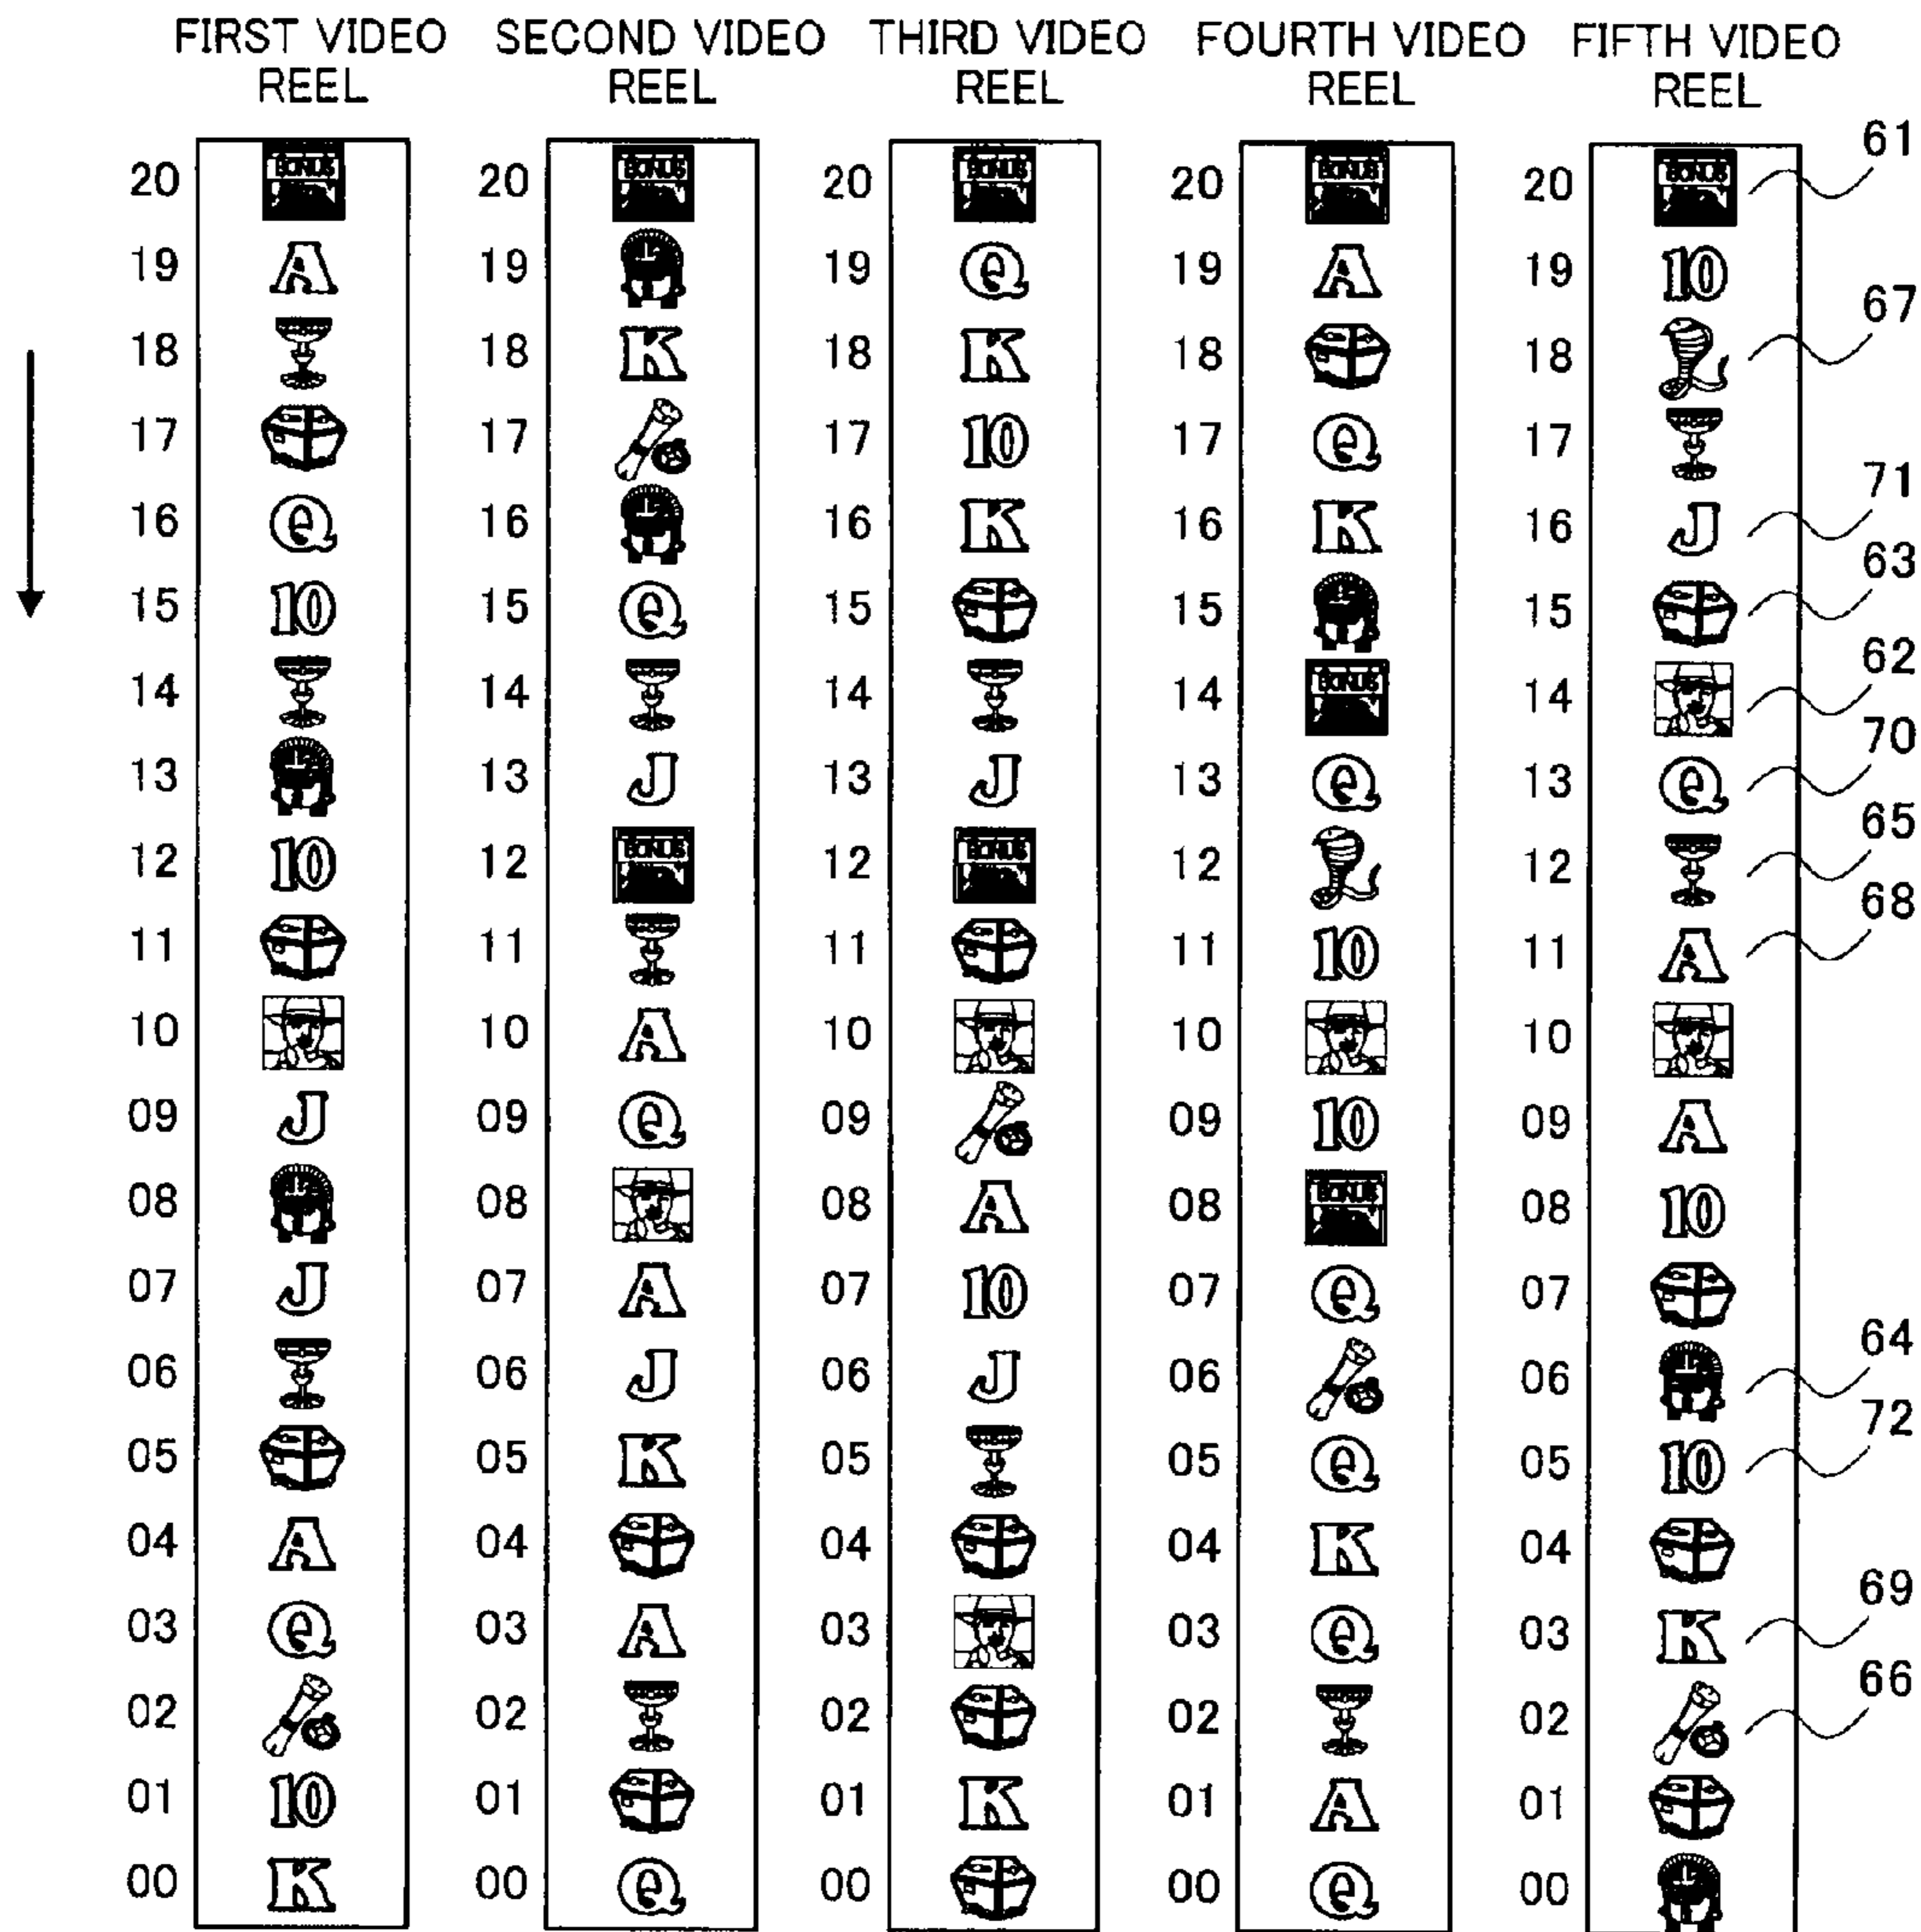 FIRST VIDEO REEL SECOND VIDEO REEL THIRD VIDEO REEL FOURTH VIDEO REEL FIFTH VIDEO REEL
20 BONUS 20 BONUS 20 BONUS 20 BONUS 20 BONUS 61
19 A 19 19 Q 19 A 19 10
18 18 K 18 K 18 18 67
17 17 17 10 17 Q 17
16 Q 16 16 K 16 K 16 J 71
15 10 15 Q 15 15 15 63
14 14 14 14 BONUS 14 62
13 13 J 13 J 13 Q 13 Q 70
12 10 12 BONUS 12 BONUS 12 12 65
11 11 11 11 10 11 A 68
10 10 A 10 10 10
09 J 09 Q 09 09 10 09 A
08 08 08 A 08 BONUS 08 10
07 J 07 A 07 10 07 Q 07
06 06 J 06 J 06 06 64
05 05 K 05 05 Q 05 10 72
04 A 04 04 04 K 04
03 Q 03 A 03 03 Q 03 K 69
02 02 02 02 02 66
01 10 01 01 K 01 A 01
00 K 00 Q 00 00 Q 00